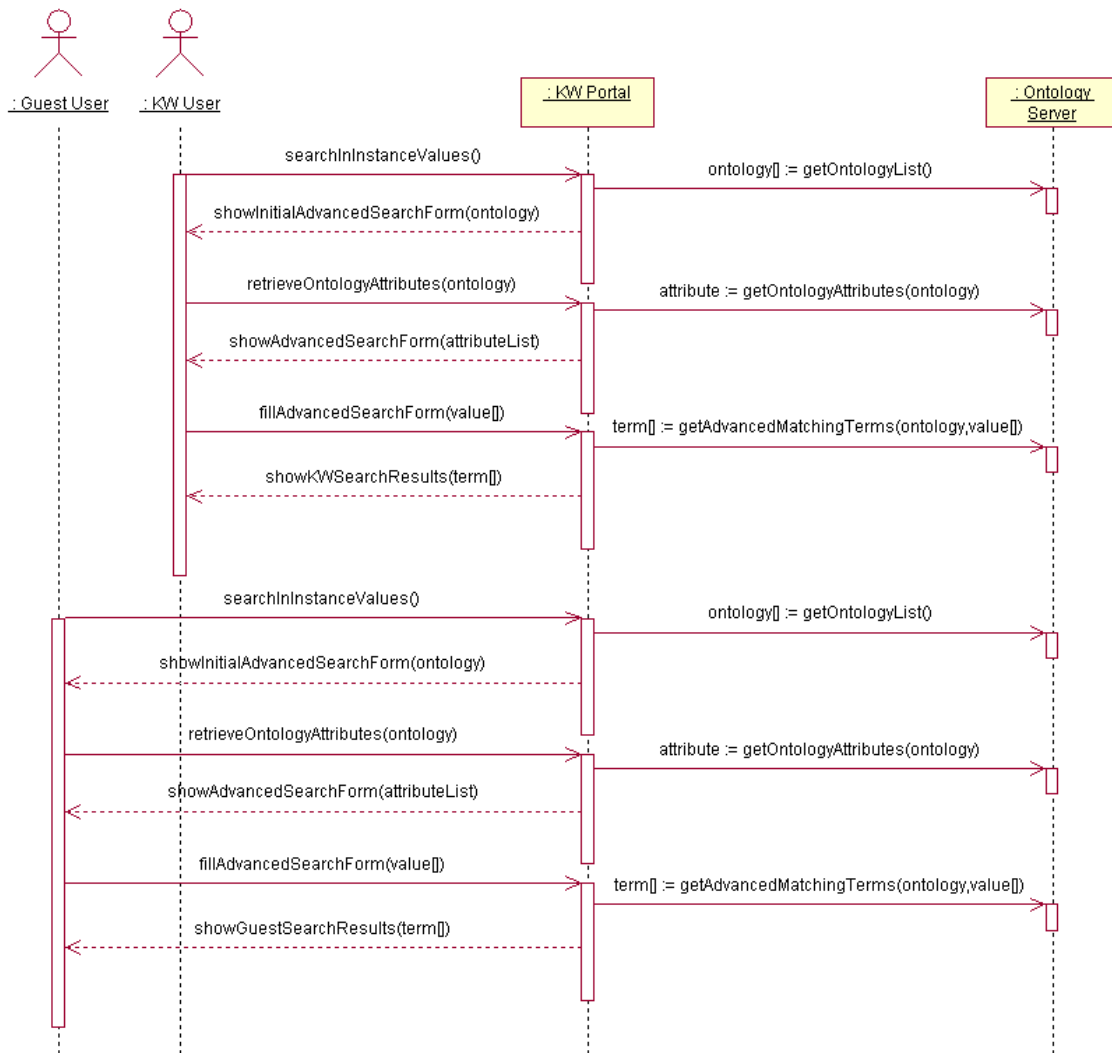 : Guest User
: KW User
: KW Portal
: Ontology
Server
searchInInstanceValues()
ontology[] := getOntologyList()
showInitialAdvancedSearchForm(ontology)
retrieveOntologyAttributes(ontology)
attribute := getOntologyAttributes(ontology)
showAdvancedSearchForm(attributeList)
fillAdvancedSearchForm(value[])
term[] := getAdvancedMatchingTerms(ontology,value[])
showKWSearchResults(term[])
searchInInstanceValues()
ontology[] := getOntologyList()
showInitialAdvancedSearchForm(ontology)
retrieveOntologyAttributes(ontology)
attribute := getOntologyAttributes(ontology)
showAdvancedSearchForm(attributeList)
fillAdvancedSearchForm(value[])
term[] := getAdvancedMatchingTerms(ontology,value[])
showGuestSearchResults(term[])